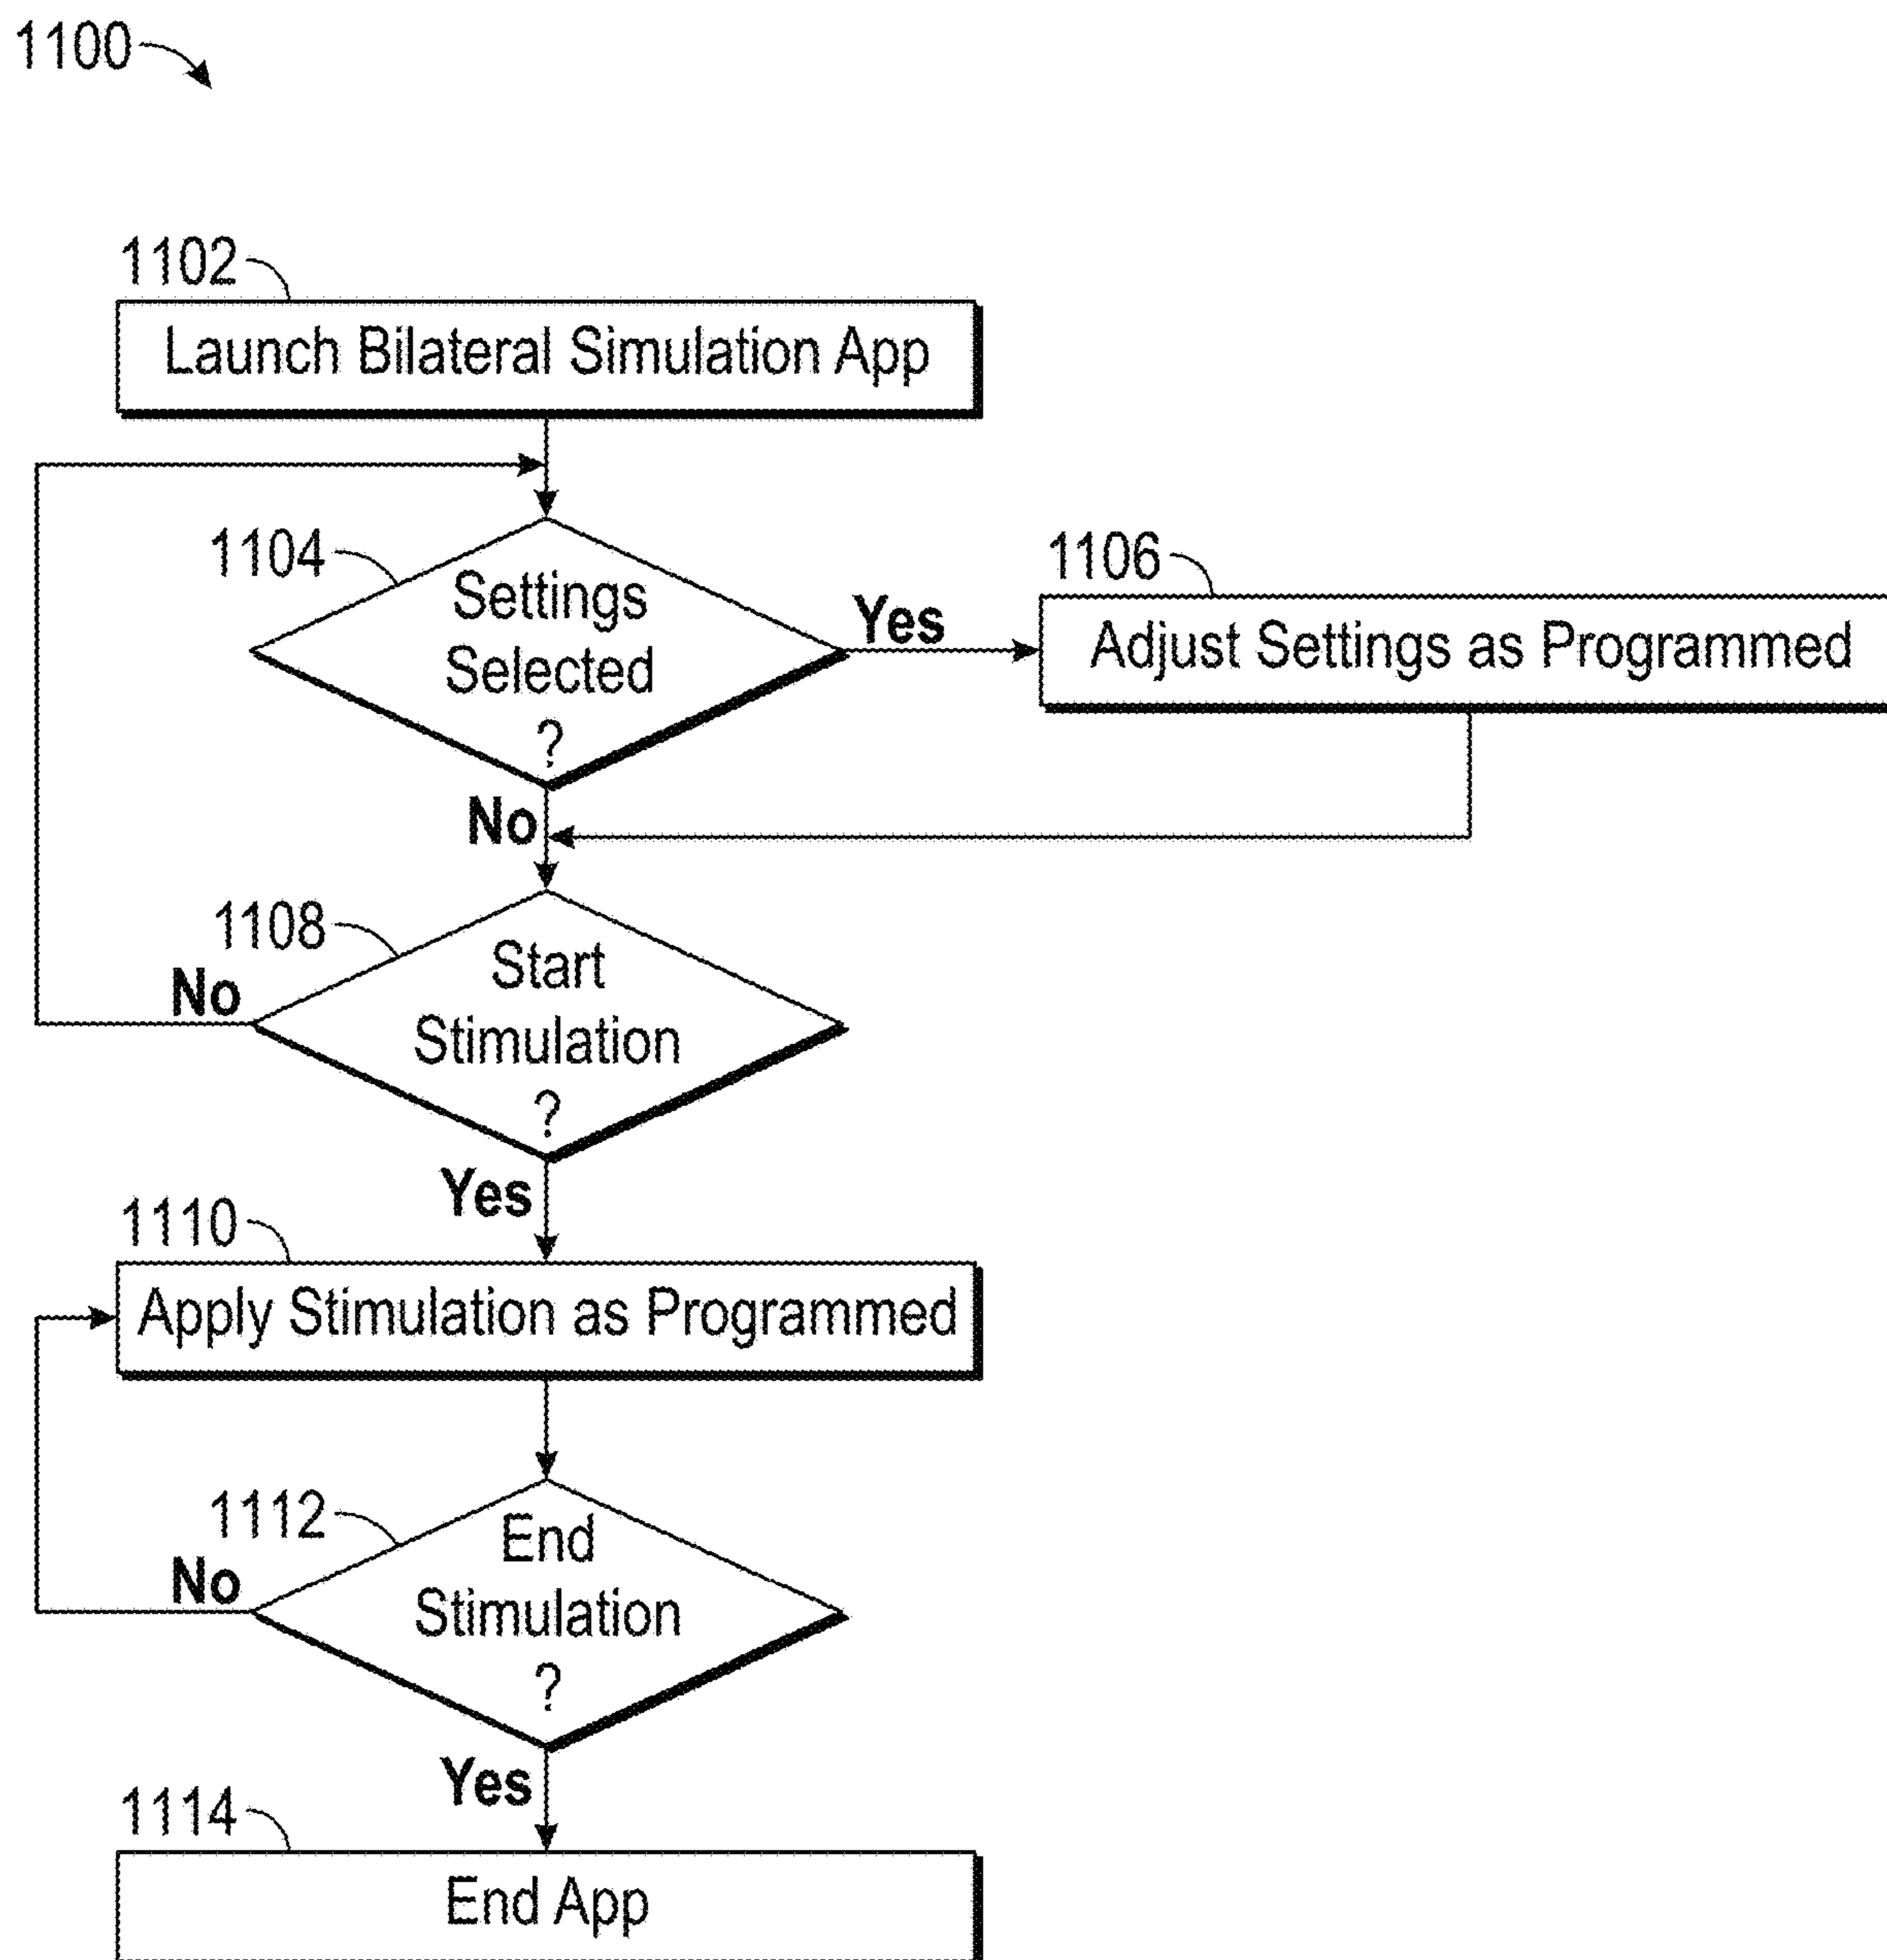 1100
1102
Launch Bilateral Simulation App
1104
Settings
Selected
?
Yes
1106
Adjust Settings as Programmed
No
1108
Start
Stimulation
?
No
Yes
1110
Apply Stimulation as Programmed
1112
End
Stimulation
?
No
Yes
1114
End App